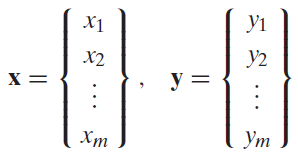 x = { x1 x2 ⋮ xm } , y = { y1 y2 ⋮ ym }